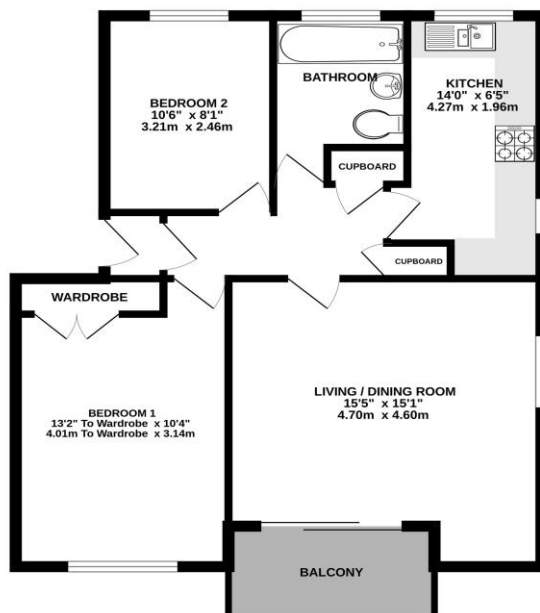 BEDROOM 2
10'6" x 8'1"
3.21m x 2.46m
BATHROOM
KITCHEN
14'0" x 6'5"
4.27m x 1.96m
CUPBOARD
CUPBOARD
WARDROBE
BEDROOM 1
13'2" To Wardrobe x 10'4"
4.01m To Wardrobe x 3.14m
LIVING / DINING ROOM
15'5" x 15'1"
4.70m x 4.60m
BALCONY